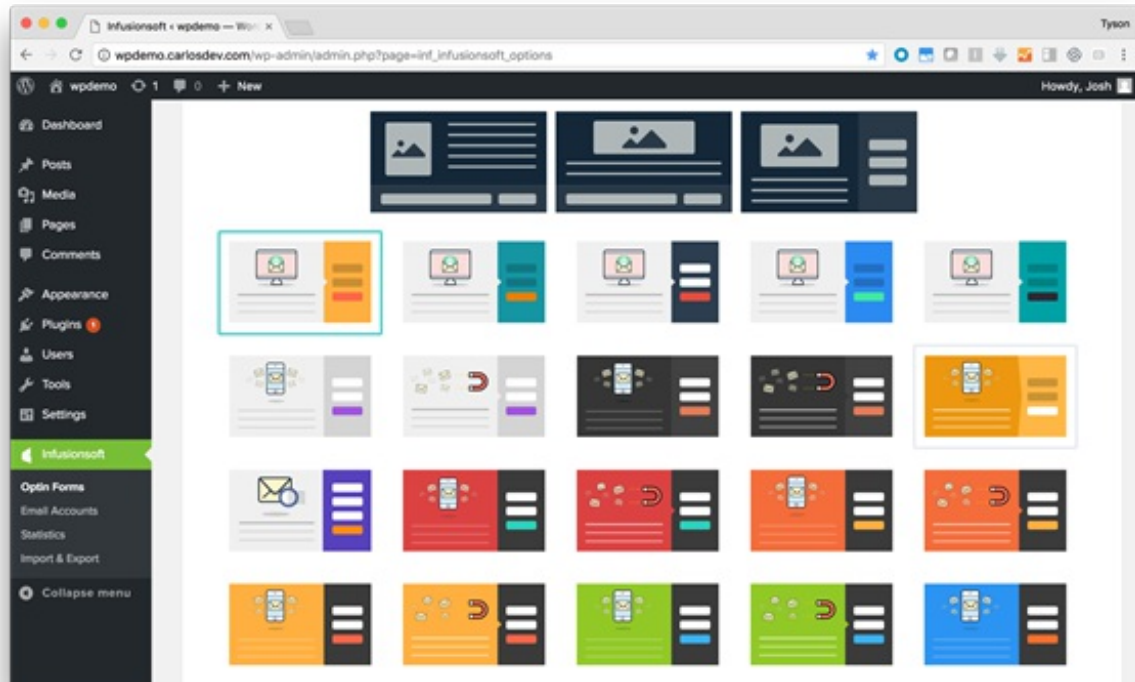 Infusionsoft ‹ wpdemo — Wor
Tyson
wpdemo.carlosdev.com/wp-admin/admin.php?page=inf_infusionsoft_options
wpdemo 1 0 + New
Howdy, Josh
Dashboard
Posts
Media
Pages
Comments
Appearance
Plugins 1
Users
Tools
Settings
Infusionsoft
Optin Forms
Email Accounts
Statistics
Import & Export
Collapse menu